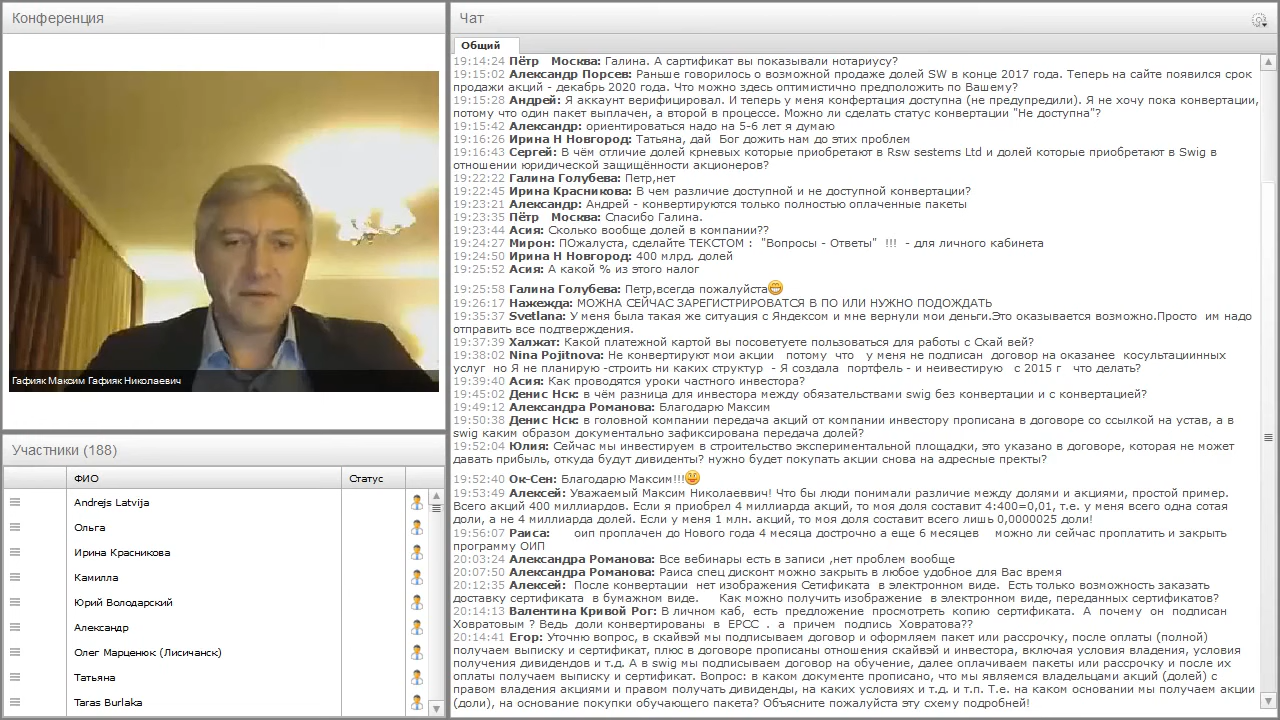 Конференция
Гафияк Максим Гафияк Николаевич
Участники (188)
ФИО
Статус
Andrejs Latvija
Ольга
Ирина Красникова
Камилла
Юрий Володарский
Александр
Олег Марценюк (Лисичанск)
Татьяна
Taras Burlaka
Чат
Общий
19:14:24 Пётр Москва: Галина. А сартификат вы показывали нотариусу?
19:15:02 Александр Порсев: Раньше говорилось о возможной продаже долей SW в конце 2017 года. Теперь на сайте появился срок
продажи акций - декабрь 2020 года. Что можно здесь оптимистично предположить по Вашему?
19:15:28 Андрей: Я аккаунт верифицировал. И теперь у меня конфертация доступна (не предупредили). Я не хочу пока конвертации,
потому что один пакет выплачен, а второй в процессе. Можно ли сделать статус конвертации "Не доступна"?
19:15:42 Александр: ориентироваться надо на 5-6 лет я думаю
19:16:26 Ирина Н Новгород: Татьяна, дай Бог дожить нам до этих проблем
19:16:43 Сергей: В чём отличие долей крневых которые приобретают в Rsw sestems Ltd и долей которые приобретают в Swig в
отношении юридической защищённости акционеров?
19:22:22 Галина Голубева: Петр,нет
19:22:45 Ирина Красникова: В чем различие доступной и не доступной конвертации?
19:23:21 Александр: Андрей - конвертируются только полностью оплаченные пакеты
19:23:35 Пётр Москва: Спасибо Галина.
19:23:44 Асия: Сколько вообще долей в компании??
19:24:27 Мирон: ПОжалуста, сделайте ТЕКСТОМ : "Вопросы - Ответы" !!! - для личного кабинета
19:24:50 Ирина Н Новгород: 400 млрд. долей
19:25:52 Асия: А какой % из этого налог
19:25:58 Галина Голубева: Петр,всегда пожалуйста
19:26:17 Нажежда: МОЖНА СЕЙЧАС ЗАРЕГИСТРИРОВАТСЯ В ПО ИЛИ НУЖНО ПОДОЖДАТЬ
19:35:37 Svetlana: У меня была такая же ситуация с Яндексом и мне вернули мои деньги.Это оказывается возможно.Просто им надо
отправить все подтверждения.
19:37:39 Халжат: Какой платежной картой вы посоветуете пользоваться для работы с Скай вей?
19:38:02 Nina Pojitnova: Не конвертируют мои акции потому что у меня не подписан договор на оказанее косультациинных
услуг но Я не планирую -строить ни каких структур - Я создала портфель - и неивестирую с 2015 г что делать?
19:39:40 Асия: Как проводятся уроки частного инвестора?
19:45:02 Денис Нск: в чём разница для инвестора между обязательствами swig без конвертации и с конвертацией?
19:49:12 Александра Романова: Благодарю Максим
19:50:38 Денис Нск: в головной компании передача акций от компании инвестору прописана в договоре со ссылкой на устав, а в
swig каким образом документально зафиксирована передача долей?
19:52:04 Юлия: Сейчас мы инвестируем в строительство экспериментальной площадки, это указано в договоре, которая не может
давать прибыль, откуда будут дивиденты? нужно будет покупать акции снова на адресные пректы?
19:52:40 Ок-Сен: Благодарю Максим!!!
19:53:49 Алексей: Уважаемый Максим Николаеввич! Что бы люди понимали различие между долями и акциями, простой пример.
Всего акций 400 миллиардов. Если я приобрел 4 миллиарда акций, то моя доля составит 4:400=0,01, т.е. у меня всего одна сотая
доли, а не 4 миллиарда долей. Если у меня 1 млн. акций, то моя доля составит всего лишь 0,0000025 доли!
19:56:07 Раиса: оип проплачен до Нового года 4 месяца дострочно а еще 6 месяцев можно ли сейчас проплатить и закрыть
программу ОИП
20:03:24 Александра Романова: Все вебинары есть в записи ,нет проблем вообще
20:07:50 Александра Романова: Раиса спец дисконт можно закрыть в любое удобное для Вас время
20:12:35 Алексей: После конвертации нет изображения Сетификата в электронном виде. Есть только возможность заказать
доставку сертификата в бумажном виде. Как можно получить изображение в электронном виде, переданных сертификатов?
20:14:13 Валентина Кривой Рог: В личном каб, есть предложение просмотреть копию сертификата. А почему он подписан
Ховратовым ? Ведь доли конвертированы в ЕРСС . а причем подпись Ховратова??
20:14:41 Егор: Уточню вопрос, в скайвэй мы подписываем договор и оформляем пакет или рассрочку, после оплаты (полной)
получаем выписку и сертификат, плюс в договоре прописаны отношения скайвэй и инвестора, включая условия владения, условия
получения дивидендов и т.д. А в swig мы подписываем договор на обучение, далее оплачиваем пакеты или рассрочку и после их
оплаты получаем выписку и сертификат. Вопрос: в каком документе прописано, что мы являемся владельцами акций (долей) с
правом владения акциями и правом получать дивиденды, на каких условиях и т.д. и т.п. Т.е. на каком основании мы получаем акции
(доли), на основание покупки обучающего пакета? Объясните пожалуйста эту схему подробней!